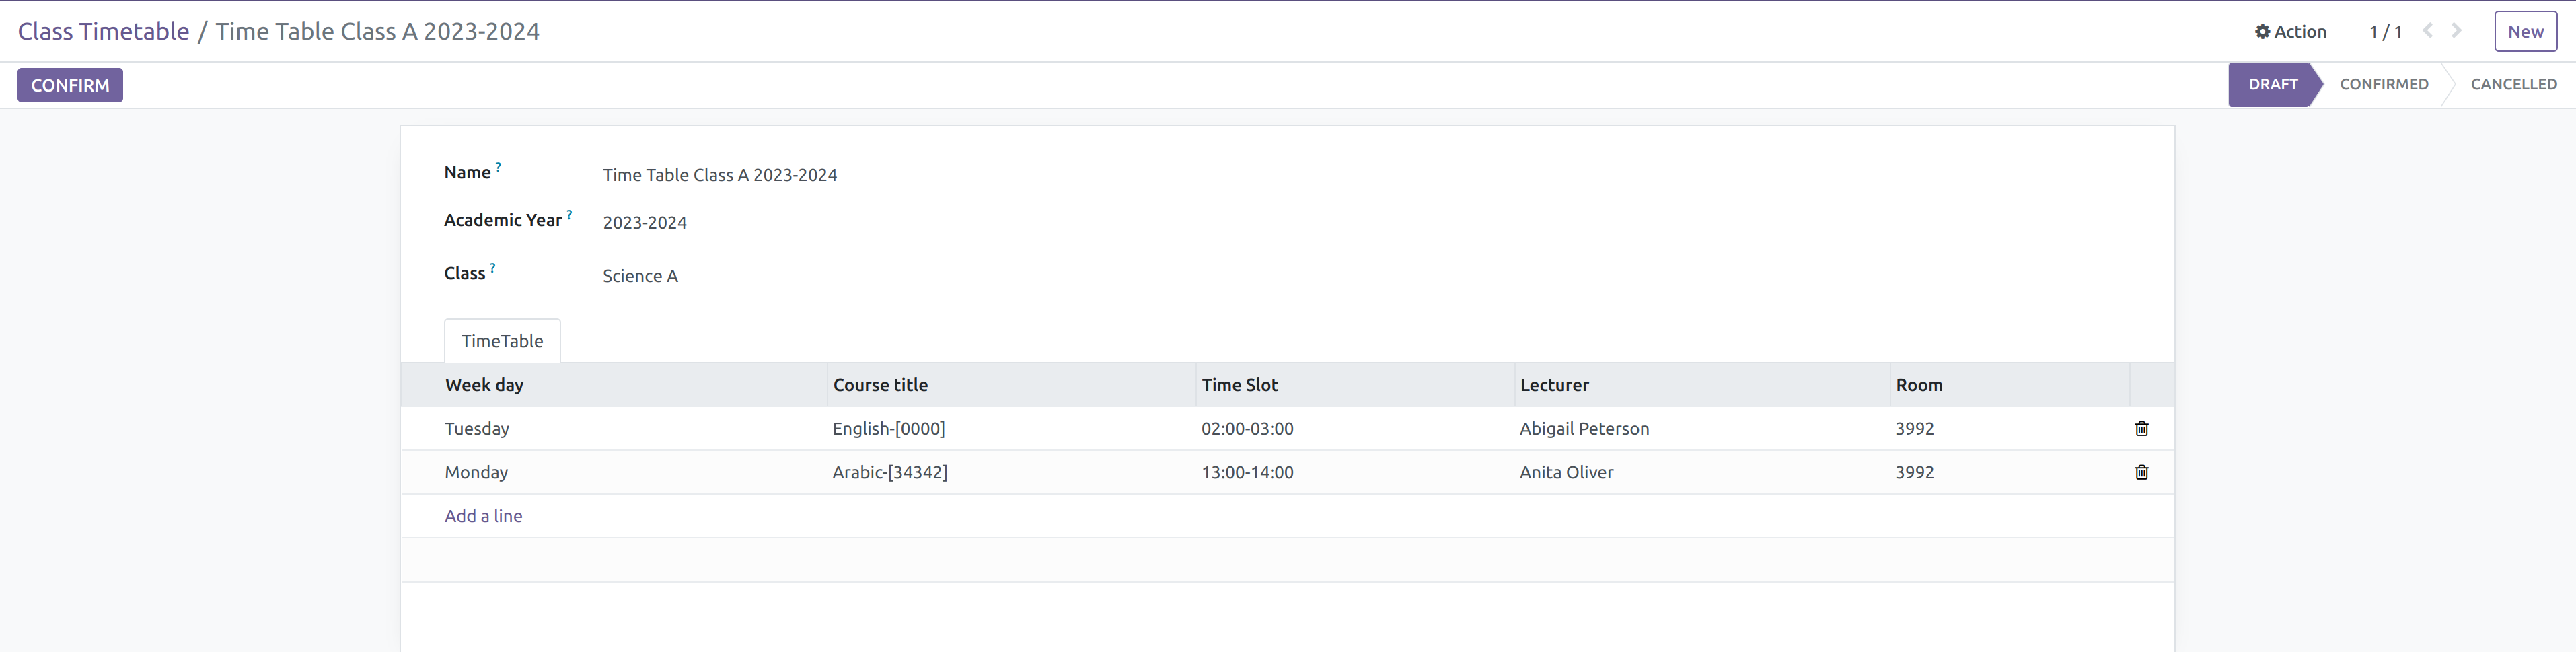 Class Timetable / Time Table Class A 2023-2024
Action 1 / 1 New
CONFIRM
DRAFT CONFIRMED CANCELLED
Name ? Time Table Class A 2023-2024
Academic Year ? 2023-2024
Class ? Science A
TimeTable
Week day Course title Time Slot Lecturer Room
Tuesday English-[0000] 02:00-03:00 Abigail Peterson 3992
Monday Arabic-[34342] 13:00-14:00 Anita Oliver 3992
Add a line